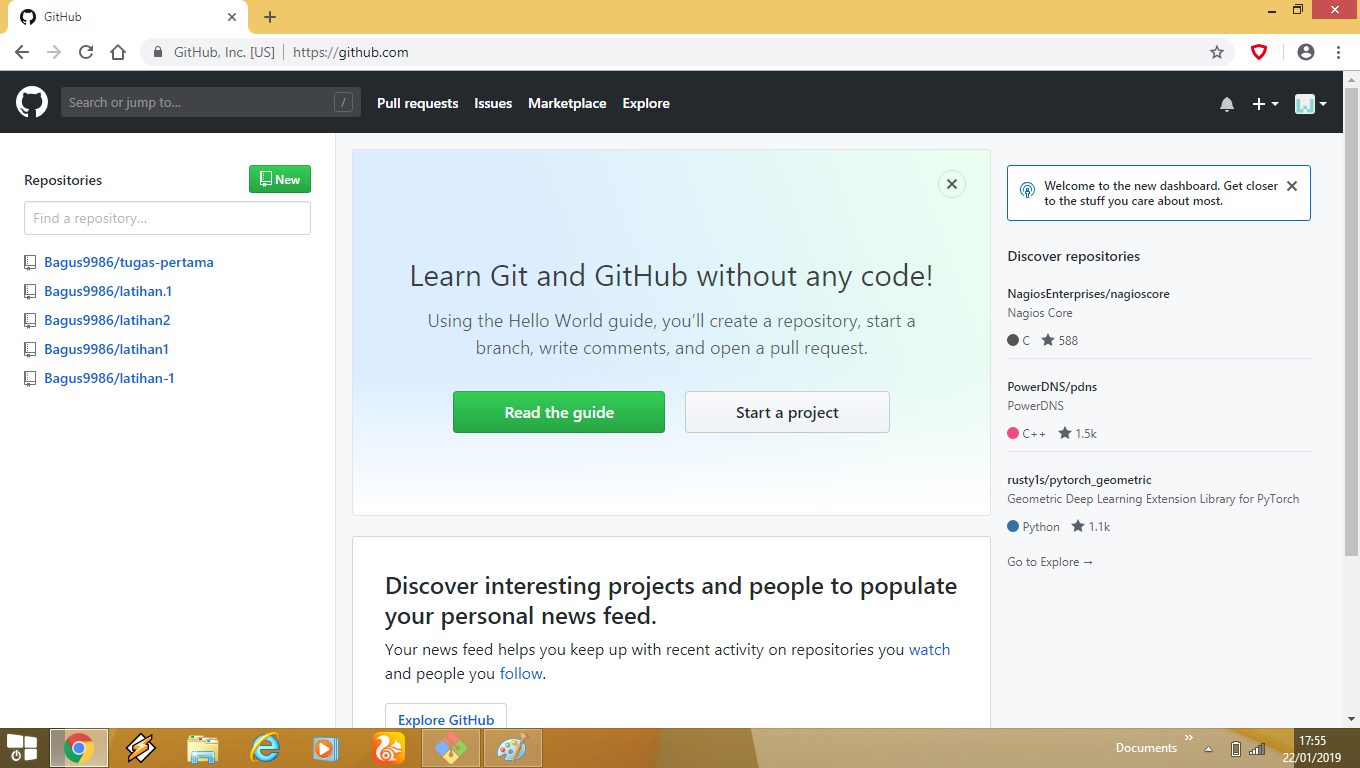 GitHub
GitHub, Inc. [US]
https://github.com
Search or jump to...
/
Pull requests
Issues
Marketplace
Explore
Repositories
New
Find a repository...
Bagus9986/tugas-pertama
Bagus9986/latihan.1
Bagus9986/latihan2
Bagus9986/latihan1
Bagus9986/latihan-1
Learn Git and GitHub without any code!
Using the Hello World guide, you’ll create a repository, start a
branch, write comments, and open a pull request.
Read the guide
Start a project
Discover interesting projects and people to populate
your personal news feed.
Your news feed helps you keep up with recent activity on repositories you watch
and people you follow.
Explore GitHub
Welcome to the new dashboard. Get closer
to the stuff you care about most.
Discover repositories
NagiosEnterprises/nagioscore
Nagios Core
C 588
PowerDNS/pdns
PowerDNS
C++ 1.5k
rusty1s/pytorch_geometric
Geometric Deep Learning Extension Library for PyTorch
Python 1.1k
Go to Explore →
Documents
17:55
22/01/2019